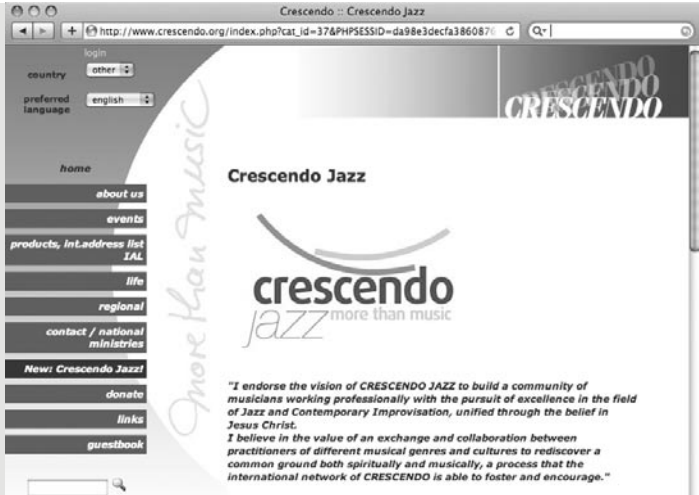 Crescendo :: Crescendo Jazz
http://www.crescendo.org/index.php?cat_id=37&PHPSESSID=da98e3decfa3860876
Q
login
country
other
preferred
language
english
CRESCENDO
CRESCENDO
CRESCENDO
more than music
home
about us
events
products, int.address list
IAL
life
regional
contact / national
ministries
New: Crescendo Jazz!
donate
links
guestbook
Crescendo Jazz
crescendo
jazz more than music
"I endorse the vision of CRESCENDO JAZZ to build a community of
musicians working professionally with the pursuit of excellence in the field
of Jazz and Contemporary Improvisation, unified through the belief in
Jesus Christ.
I believe in the value of an exchange and collaboration between
practitioners of different musical genres and cultures to rediscover a
common ground both spiritually and musically, a process that the
international network of CRESCENDO is able to foster and encourage."